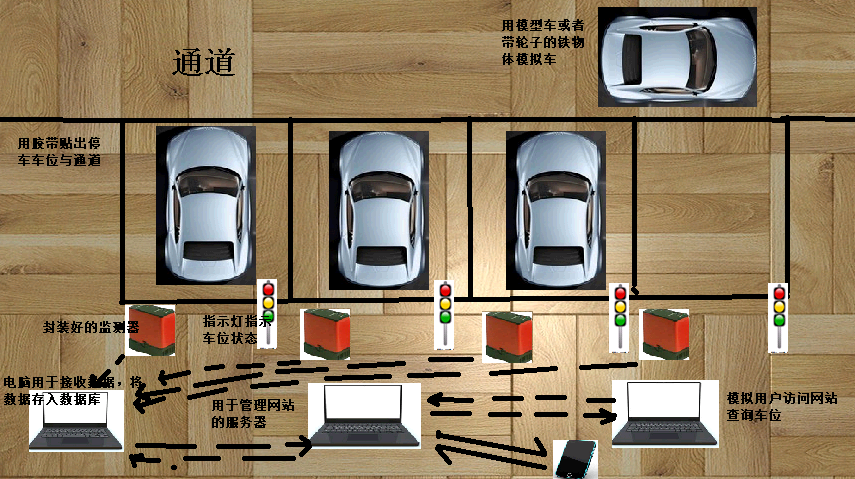 通道
用模型车或者
带轮子的铁物
体模拟车
用胶带贴出停
车车位与通道
封装好的监测器
指示灯指示
车位状态
电脑用于接收数据，将
数据存入数据库
用于管理网站
的服务器
模拟用户访问网站
查询车位